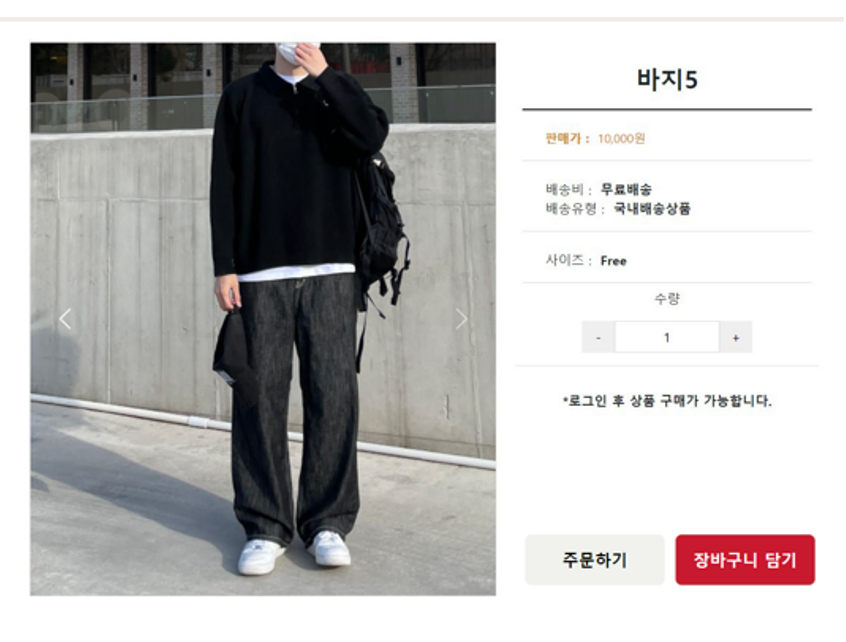 바지5
판매가 : 10,000원
배송비 : 무료배송
배송유형 : 국내배송상품
사이즈 : Free
수량
- 1 +
*로그인 후 상품 구매가 가능합니다.
주문하기 장바구니 담기